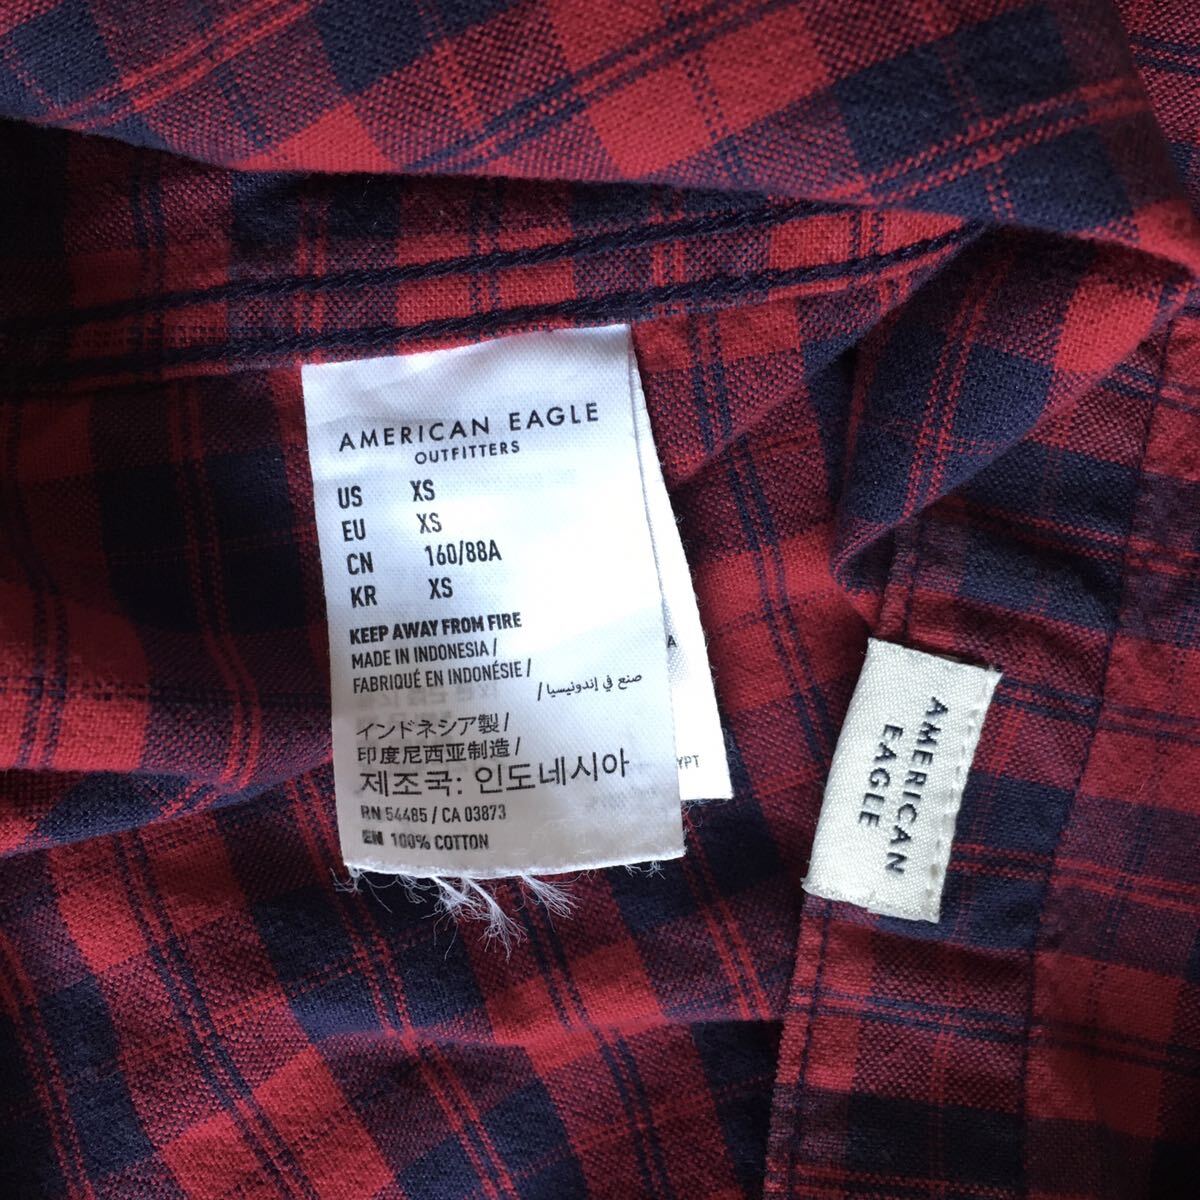 AMERICAN EAGLE
OUTFITTERS
US XS
EU XS
CN 160/88A
KR XS
KEEP AWAY FROM FIRE
MADE IN INDONESIA /
FABRIQUÉ EN INDONÉSIE /
صنع في إندونيسيا /
インドネシア製 /
印度尼西亚制造 /
제조국: 인도네시아
RN 54485 / CA 03873
EN 100% COTTON
AMERICAN
EAGLE